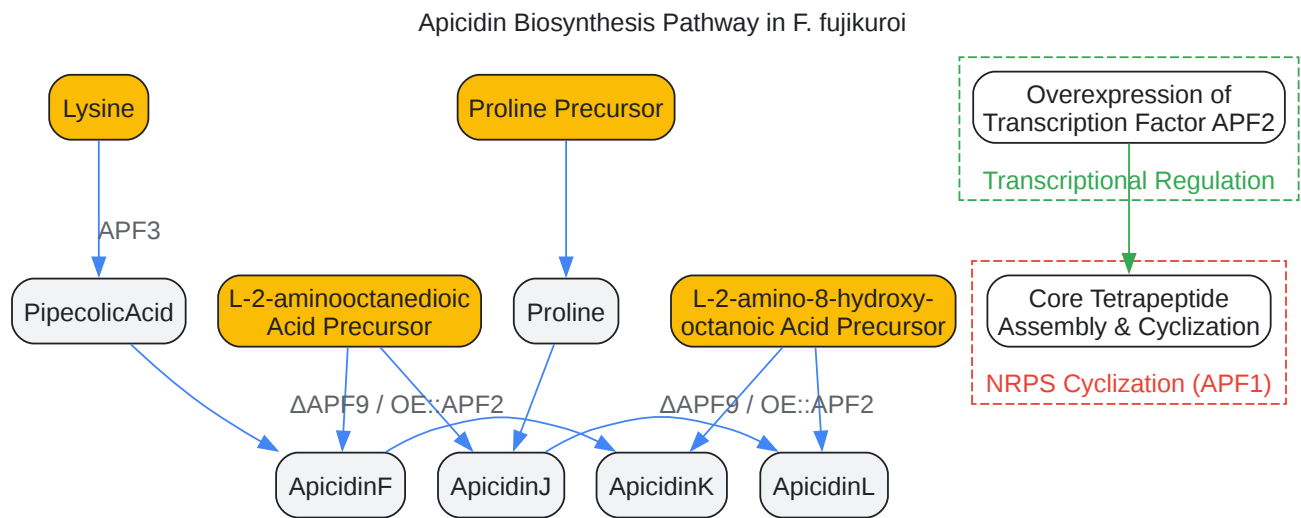 Apicidin Biosynthesis Pathway in F. fujikuroi
Lysine
Proline Precursor
Overexpression of
Transcription Factor APF2
Transcriptional Regulation
APF3
PipecolicAcid
L-2-aminooctanedioic
Acid Precursor
Proline
L-2-amino-8-hydroxy-
octanoic Acid Precursor
Core Tetrapeptide
Assembly & Cyclization
NRPS Cyclization (APF1)
ΔAPF9 / OE::APF2
ΔAPF9 / OE::APF2
ApicidinF
ApicidinJ
ApicidinK
ApicidinL